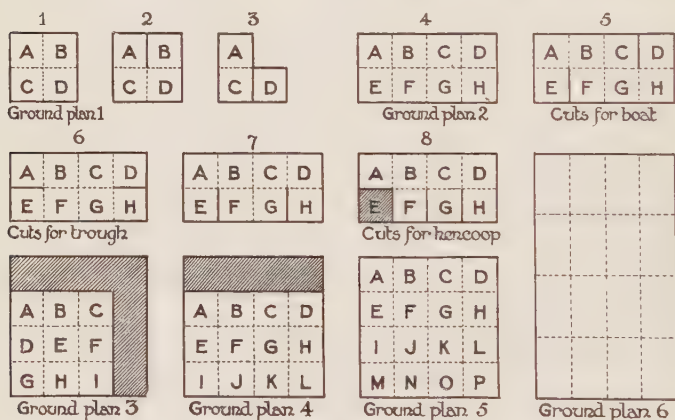 1 2 3 4 5
A B A B A A B C D A B C D
C D C D C D E F G H E F G H
Ground plan 1 Ground plan 2 Cuts for boat
6 7 8
A B C D A B C D A B C D
E F G H E F G H E F G H
Cuts for trough Cuts for hencoop
A B C A B C D A B C D
D E F E F G H E F G H
G H I I J K L I J K L
M N O P
Ground plan 3 Ground plan 4 Ground plan 5 Ground plan 6